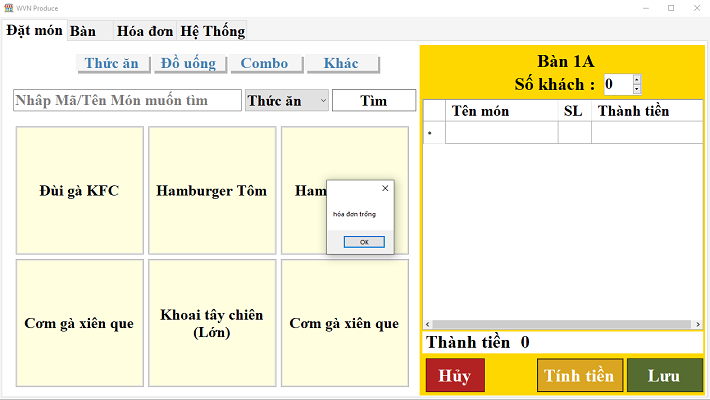 WVN Produce
Đặt món Bàn Hóa đơn Hệ Thống
Thức ăn Đồ uống Combo Khác
Nhâp Mã/Tên Món muốn tìm Thức ăn Tìm
Bàn 1A
Số khách : 0
Tên món SL Thành tiền
Đùi gà KFC Hamburger Tôm Ham
hóa đơn trống
OK
Cơm gà xiên que Khoai tây chiên (Lớn) Cơm gà xiên que
Thành tiền 0
Hủy Tính tiền Lưu